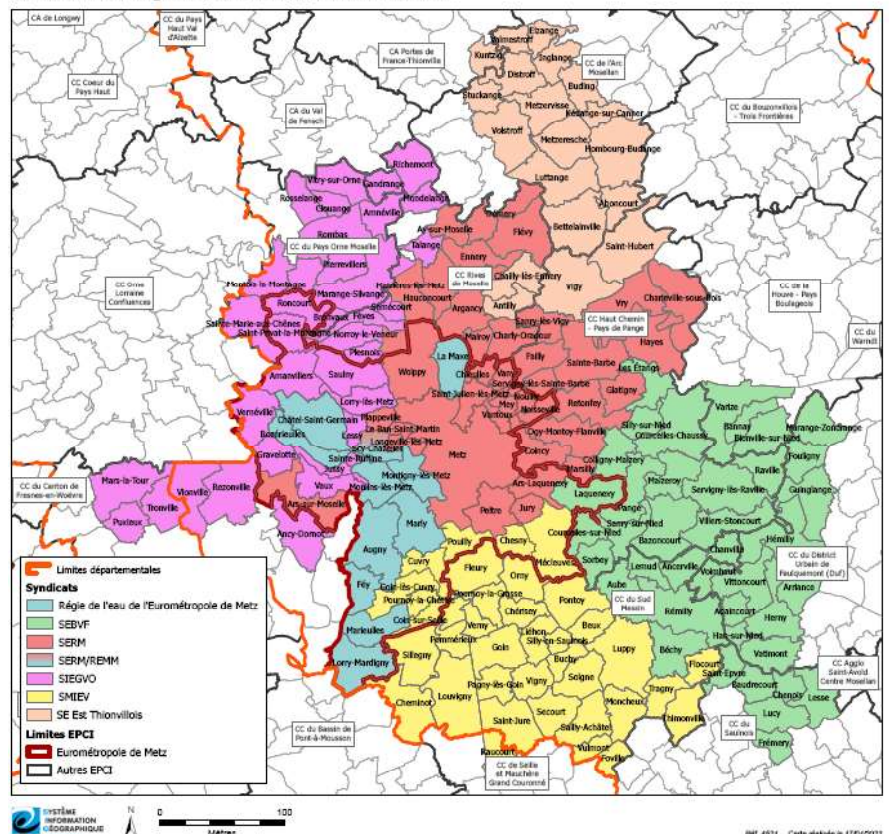 CA de Longwy
CC du Pays
Haut Val
d'Alzette
CA Portes de
France-Thionville
CC de l'Arc
Mosellan
CC Coeur du
Pays Haut
CA du Val
de Fensch
CC du Bouzonvillois
- Trois Frontières
Elzange
Valmestroff
Kuntzig
Inglange
Distroff
Buding
Stuckange
Metzervisse
Kédange-sur-Canner
Volstroff
Metzeresche
Hombourg-Budange
Luttange
Aboncourt
Bettelainville
Saint-Hubert
Richemont
Vitry-sur-Orne
Gandrange
Rosselange
Mondelange
Clouange
Amnéville
Rombas
Ay-sur-Moselle
Trémery
Flévy
CC du Pays Orne Moselle
Talange
Ennery
Pierrevillers
Chailly-lès-Ennery
Vigy
CC Orne
Lorraine
Confluences
Montois-la-Montagne
Marange-Silvange
Maizières-lès-Metz
CC Rives
de Moselle
Hauconcourt
Antilly
Vry
Charleville-sous-Bois
CC de la
Houve - Pays
Boulageois
Roncourt
Bronvaux
Fèves
Semécourt
Argancy
Sainte-Marie-aux-Chênes
Saint-Privat-la-Montagne
Norroy-le-Veneur
Sanry-lès-Vigy
CC Haut Chemin
- Pays de Pange
CC du
Warndt
Plesnois
Malroy
Charly-Oradour
Hayes
La Maxe
Failly
Amanvillers
Saulny
Woippy
Chieulles
Vany
Sainte-Barbe
Les Étangs
Servigny-lès-Sainte-Barbe
Saint-Julien-lès-Metz
Nouilly
Glatigny
Lorry-lès-Metz
Mey
Noisseville
Retonfey
Vernéville
Plappeville
Vantoux
Silly-sur-Nied
Varize
Châtel-Saint-Germain
Le Ban-Saint-Martin
Courcelles-Chaussy
Bannay
Marange-Zondrange
Lessy
Longeville-lès-Metz
Ogy-Montoy-Flanville
Bionville-sur-Nied
Rozérieulles
Scy-Chazelles
Metz
Coincy
Colligny-Maizery
Fouligny
Gravelotte
Sainte-Ruffine
Jussy
Montigny-lès-Metz
Marsilly
Raville
Mars-la-Tour
Moulins-lès-Metz
Ars-Laquenexy
Maizeroy
CC du Canton de
Fresnes-en-Woëvre
Vionville
Rezonville
Vaux
Laquenexy
Servigny-lès-Raville
Guinglange
Tronville
Ars-sur-Moselle
Peltre
Jury
Pange
Puxieux
Marly
Sanry-sur-Nied
Villers-Stoncourt
Ancy-Dornot
Augny
Pouilly
Chesny
Courcelles-sur-Nied
Bazoncourt
Hémilly
Cuvry
Fleury
Mécleuves
Sorbey
Lemud
Ancerville
Chanville
CC du District
Urbain de
Faulquemont (Duf)
Orny
Voimhaut
Féy
Coin-lès-Cuvry
Pournoy-la-Grasse
Aube
Vittoncourt
Arriance
Pournoy-la-Chétive
Chérisey
Pontoy
CC du Sud
Messin
Coin-sur-Seille
Verny
Liéhon
Beux
Rémilly
Adaincourt
Herny
Marieulles
Pommérieux
Silly-en-Saulnois
Han-sur-Nied
Goin
Sillegny
Buchy
Luppy
Vatimont
Lorry-Mardigny
Béchy
Flocourt
Pagny-lès-Goin
Vigny
Solgne
Saint-Epvre
CC Agglo
Saint-Avold
Centre Mosellan
Cheminot
Louvigny
Tragny
Baudrecourt
Chenois
Lesse
Moncheux
Secourt
Thimonville
Lucy
Saint-Jure
Sailly-Achâtel
CC du
Saulnois
CC du Bassin de
Pont-à-Mousson
Vulmont
Frémery
Raucourt
Foville
CC de Seille
et Mauchère
Grand Couronné
Limites départementales
Syndicats
Régie de l'eau de l'Eurométropole de Metz
SEBVF
SERM
SERM/REMM
SIEGVO
SMIEV
SE Est Thionvillois
Limites EPCI
Eurométropole de Metz
Autres EPCI
SYSTÈME
INFORMATION
GÉOGRAPHIQUE
N
0 100
Mètres